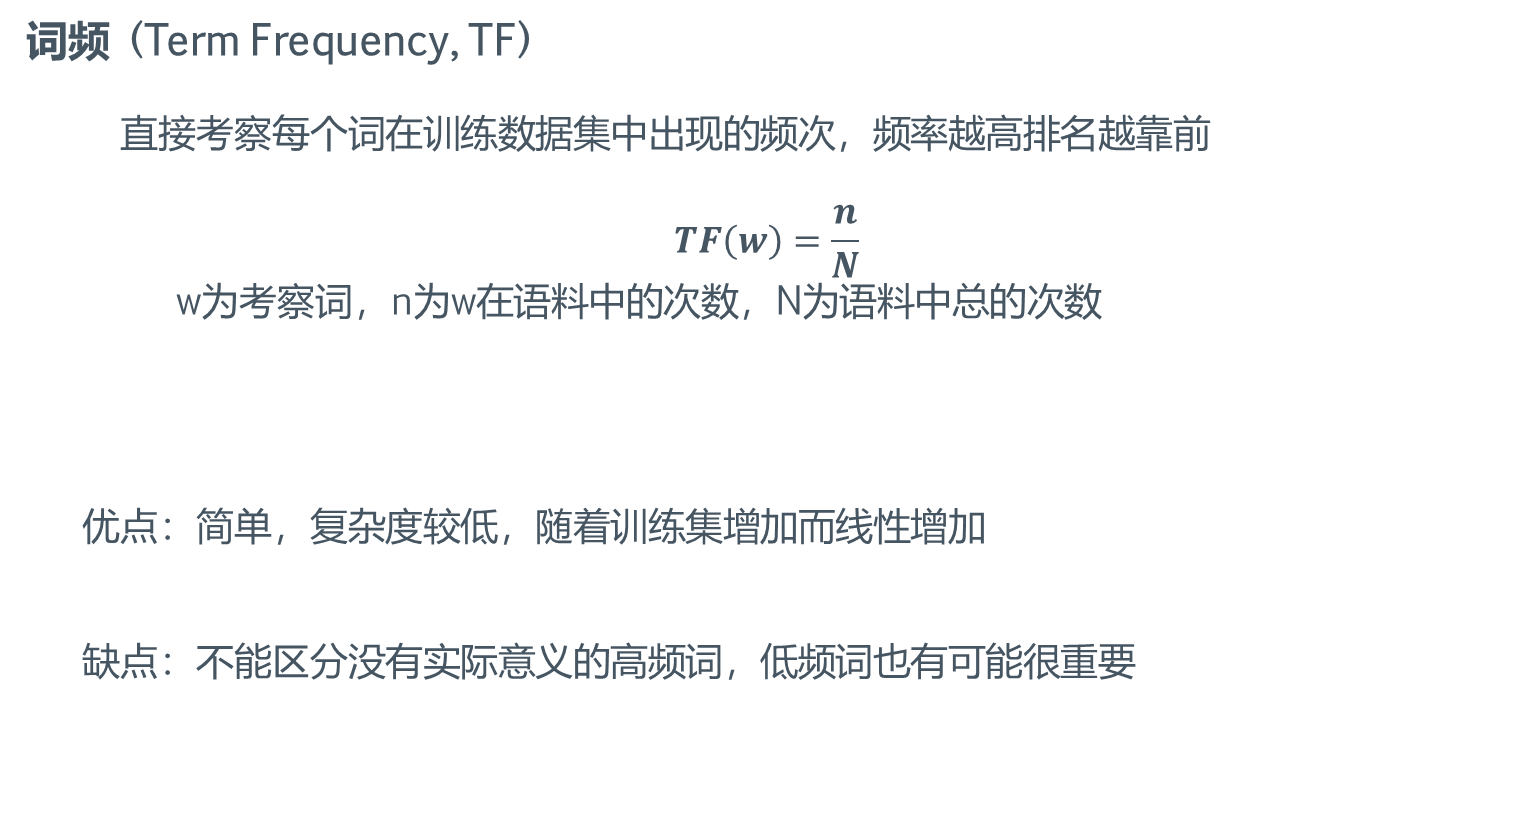 词频（Term Frequency, TF）
直接考察每个词在训练数据集中出现的频次，频率越高排名越靠前
TF(w) = n/N
w为考察词，n为w在语料中的次数，N为语料中总的次数
优点：简单，复杂度较低，随着训练集增加而线性增加
缺点：不能区分没有实际意义的高频词，低频词也有可能很重要